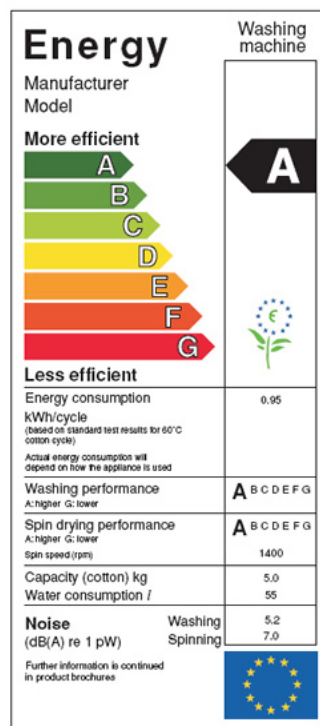 Energy
Washing
machine
Manufacturer
Model
More efficient
A
A
B
C
D
E
F
G
€
Less efficient
Energy consumption
0.95
kWh/cycle
(based on standard test results for 60°C
cotton cycle)
Actual energy consumption will
depend on how the appliance is used
Washing performance
A B C D E F G
A: higher G: lower
Spin drying performance
A B C D E F G
A: higher G: lower
Spin speed (rpm)
1400
Capacity (cotton) kg
5.0
Water consumption l
55
Noise
Washing
5.2
(dB(A) re 1 pW)
Spinning
7.0
Further information is continued
in product brochures